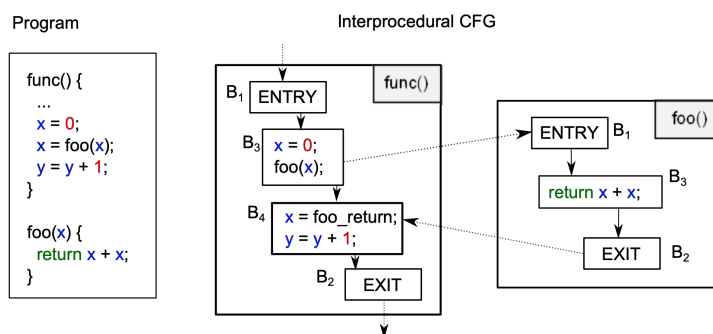 Program
Interprocedural CFG
func() {
...
x = 0;
x = foo(x);
y = y + 1;
}
foo(x) {
return x + x;
}
func()
B1 ENTRY
B3 x = 0;
foo(x);
B4 x = foo_return;
y = y + 1;
B2 EXIT
foo()
ENTRY B1
return x + x; B3
EXIT B2